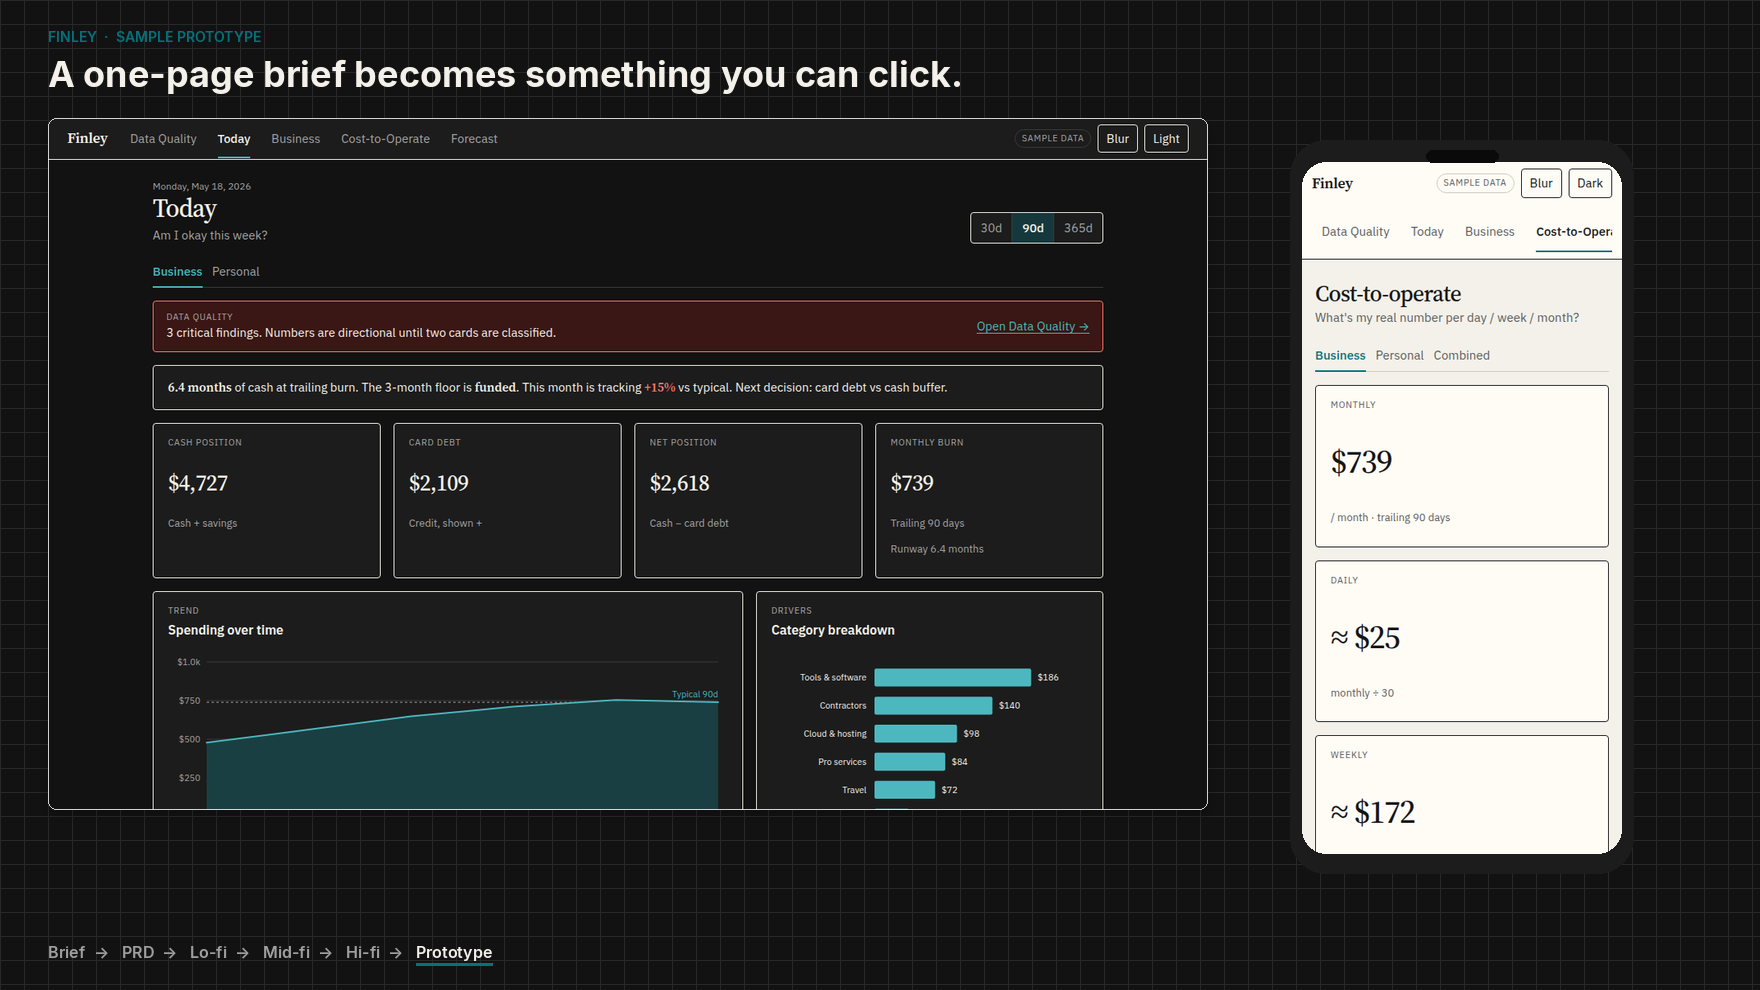 FINLEY · SAMPLE PROTOTYPE
A one-page brief becomes something you can click.
Finley Data Quality Today Business Cost-to-Operate Forecast SAMPLE DATA Blur Light
Monday, May 18, 2026
Today
Am I okay this week?
30d 90d 365d
Business Personal
DATA QUALITY
3 critical findings. Numbers are directional until two cards are classified.
Open Data Quality →
6.4 months of cash at trailing burn. The 3-month floor is funded. This month is tracking +15% vs typical. Next decision: card debt vs cash buffer.
CASH POSITION
$4,727
Cash + savings
CARD DEBT
$2,109
Credit, shown +
NET POSITION
$2,618
Cash − card debt
MONTHLY BURN
$739
Trailing 90 days
Runway 6.4 months
TREND
Spending over time
$1.0k
$750
$500
$250
Typical 90d
DRIVERS
Category breakdown
Tools & software $186
Contractors $140
Cloud & hosting $98
Pro services $84
Travel $72
Finley SAMPLE DATA Blur Dark
Data Quality Today Business Cost-to-Opera
Cost-to-operate
What's my real number per day / week / month?
Business Personal Combined
MONTHLY
$739
/ month · trailing 90 days
DAILY
≈ $25
monthly ÷ 30
WEEKLY
≈ $172
Brief → PRD → Lo-fi → Mid-fi → Hi-fi → Prototype